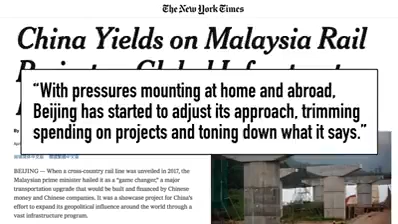 The New York Times
China Yields on Malaysia Rail
“With pressures mounting at home and abroad,
Beijing has started to adjust its approach, trimming
spending on projects and toning down what it says.”
BEIJING — When a cross-country rail line was unveiled in 2017, the
Malaysian prime minister hailed it as a “game changer,” a major
transportation upgrade that would be built and financed by Chinese
money and Chinese companies. It was a showcase project for China’s
effort to expand its geopolitical influence around the world through a
vast infrastructure program.